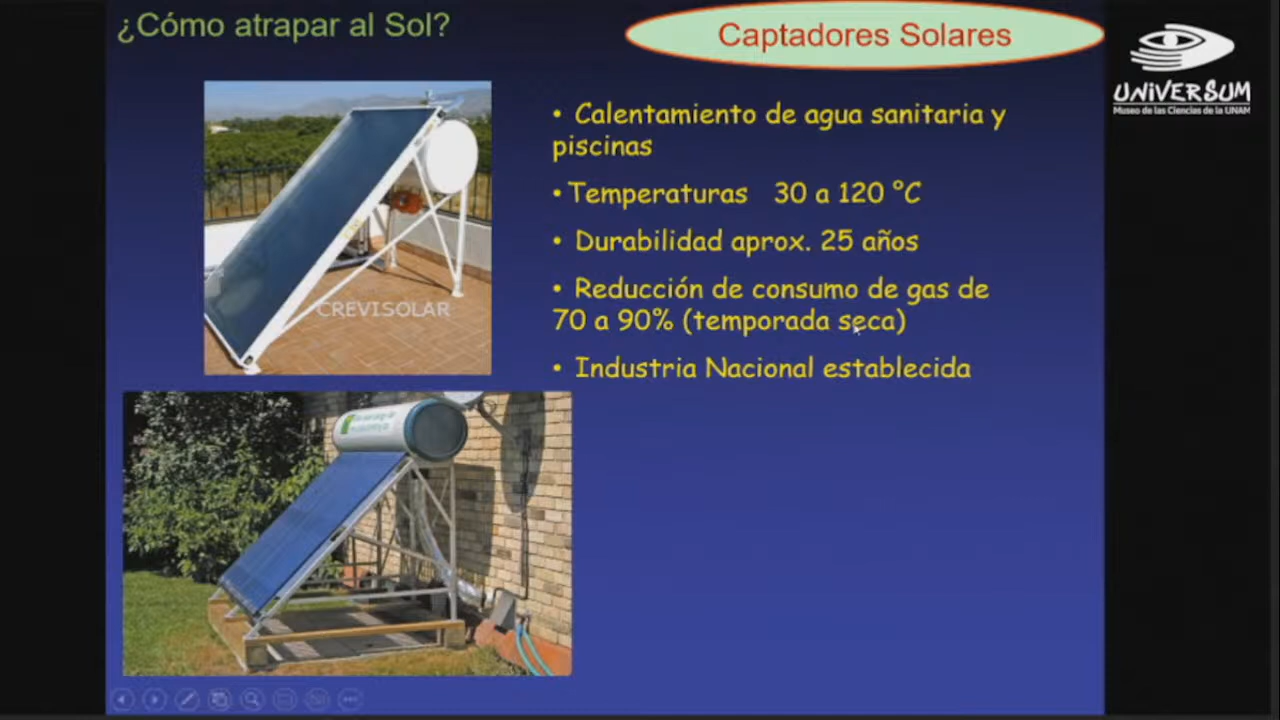 ¿Cómo atrapar al Sol?
Captadores Solares
UNIVERSUM
Museo de las Ciencias de la UNAM
• Calentamiento de agua sanitaria y
piscinas
• Temperaturas 30 a 120 °C
• Durabilidad aprox. 25 años
• Reducción de consumo de gas de
70 a 90% (temporada seca)
• Industria Nacional establecida
CREVISOLAR